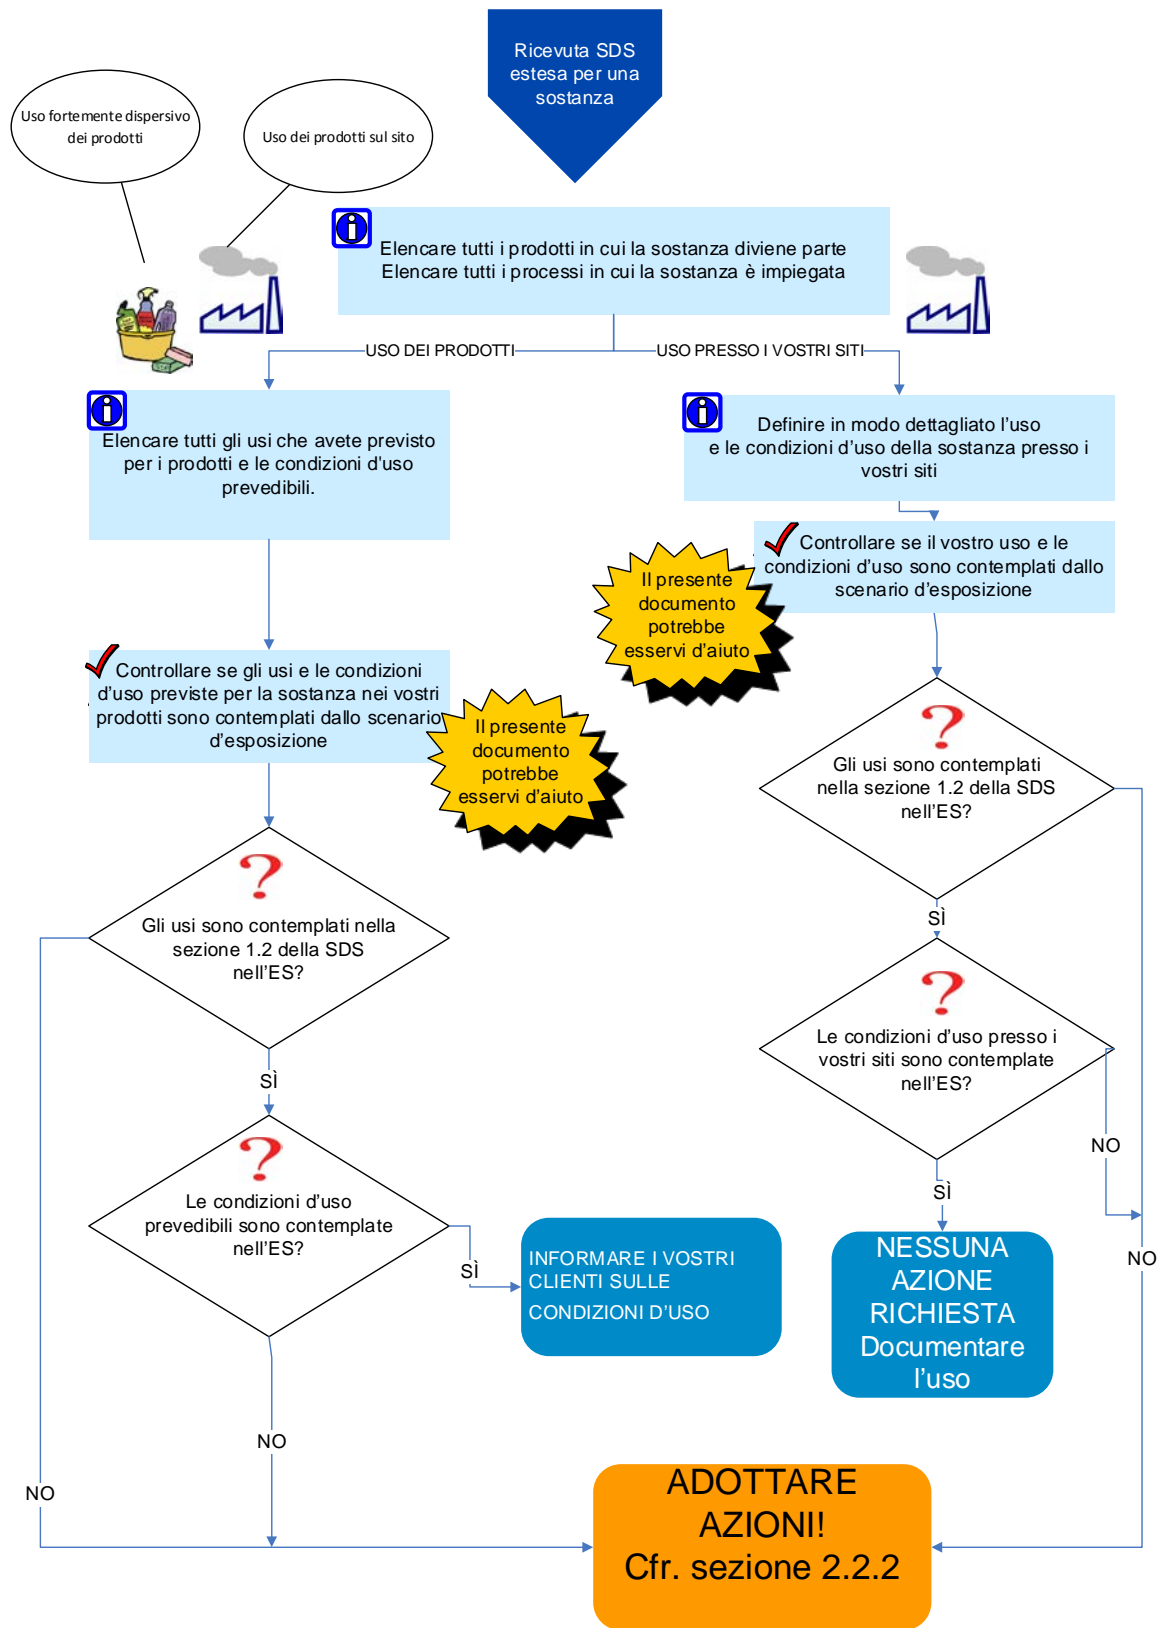 Ricevuta SDS
estesa per una
sostanza
Uso fortemente dispersivo
dei prodotti
Uso dei prodotti sul sito
Elencare tutti i prodotti in cui la sostanza diviene parte
Elencare tutti i processi in cui la sostanza è impiegata
USO DEI PRODOTTI
USO PRESSO I VOSTRI SITI
Elencare tutti gli usi che avete previsto
per i prodotti e le condizioni d'uso
prevedibili.
Definire in modo dettagliato l’uso
e le condizioni d’uso della sostanza presso i
vostri siti
Controllare se il vostro uso e le
condizioni d’uso sono contemplati dallo
scenario d’esposizione
Il presente
documento
potrebbe
esservi d’aiuto
Controllare se gli usi e le condizioni
d’uso previste per la sostanza nei vostri
prodotti sono contemplati dallo scenario
d’esposizione
Il presente
documento
potrebbe
esservi d’aiuto
Gli usi sono contemplati
nella sezione 1.2 della SDS
nell’ES?
Gli usi sono contemplati nella
sezione 1.2 della SDS
nell’ES?
SÌ
Le condizioni d’uso presso i
vostri siti sono contemplate
nell’ES?
SÌ
NO
Le condizioni d’uso
prevedibili sono contemplate
nell’ES?
SÌ
SÌ
INFORMARE I VOSTRI
CLIENTI SULLE
CONDIZIONI D’USO
NESSUNA
AZIONE
RICHIESTA
Documentare
l’uso
NO
NO
NO
ADOTTARE
AZIONI!
Cfr. sezione 2.2.2